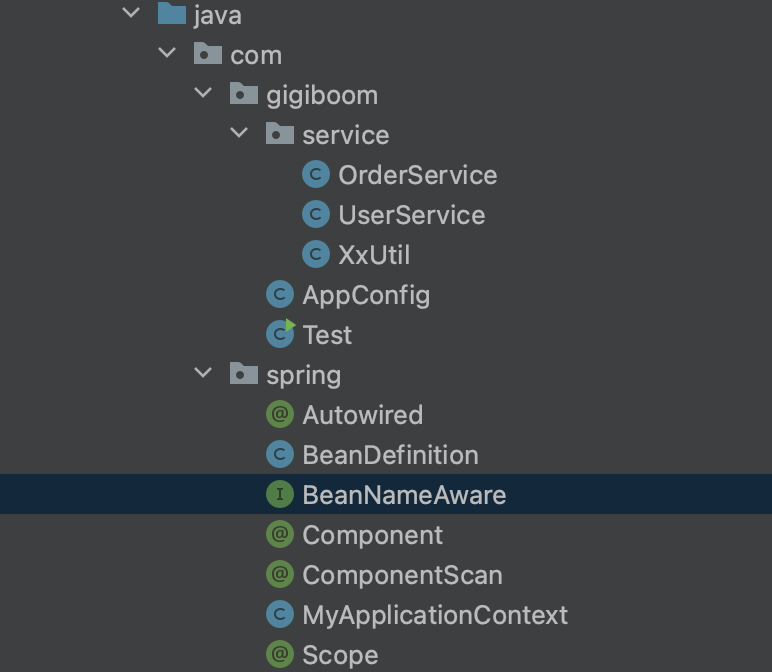 java
com
gigiboom
service
OrderService
UserService
XxUtil
AppConfig
Test
spring
Autowired
BeanDefinition
BeanNameAware
Component
ComponentScan
MyApplicationContext
Scope